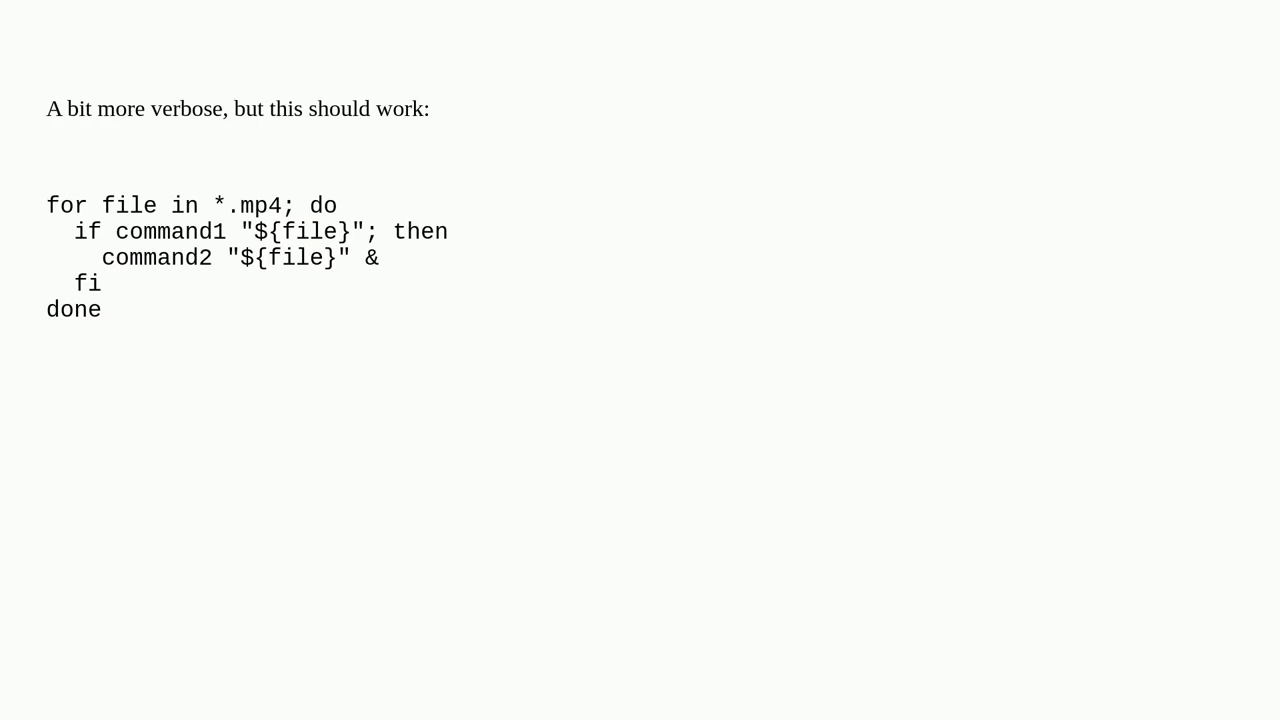 A bit more verbose, but this should work:
for file in *.mp4; do
  if command1 "${file}"; then
    command2 "${file}" &
  fi
done